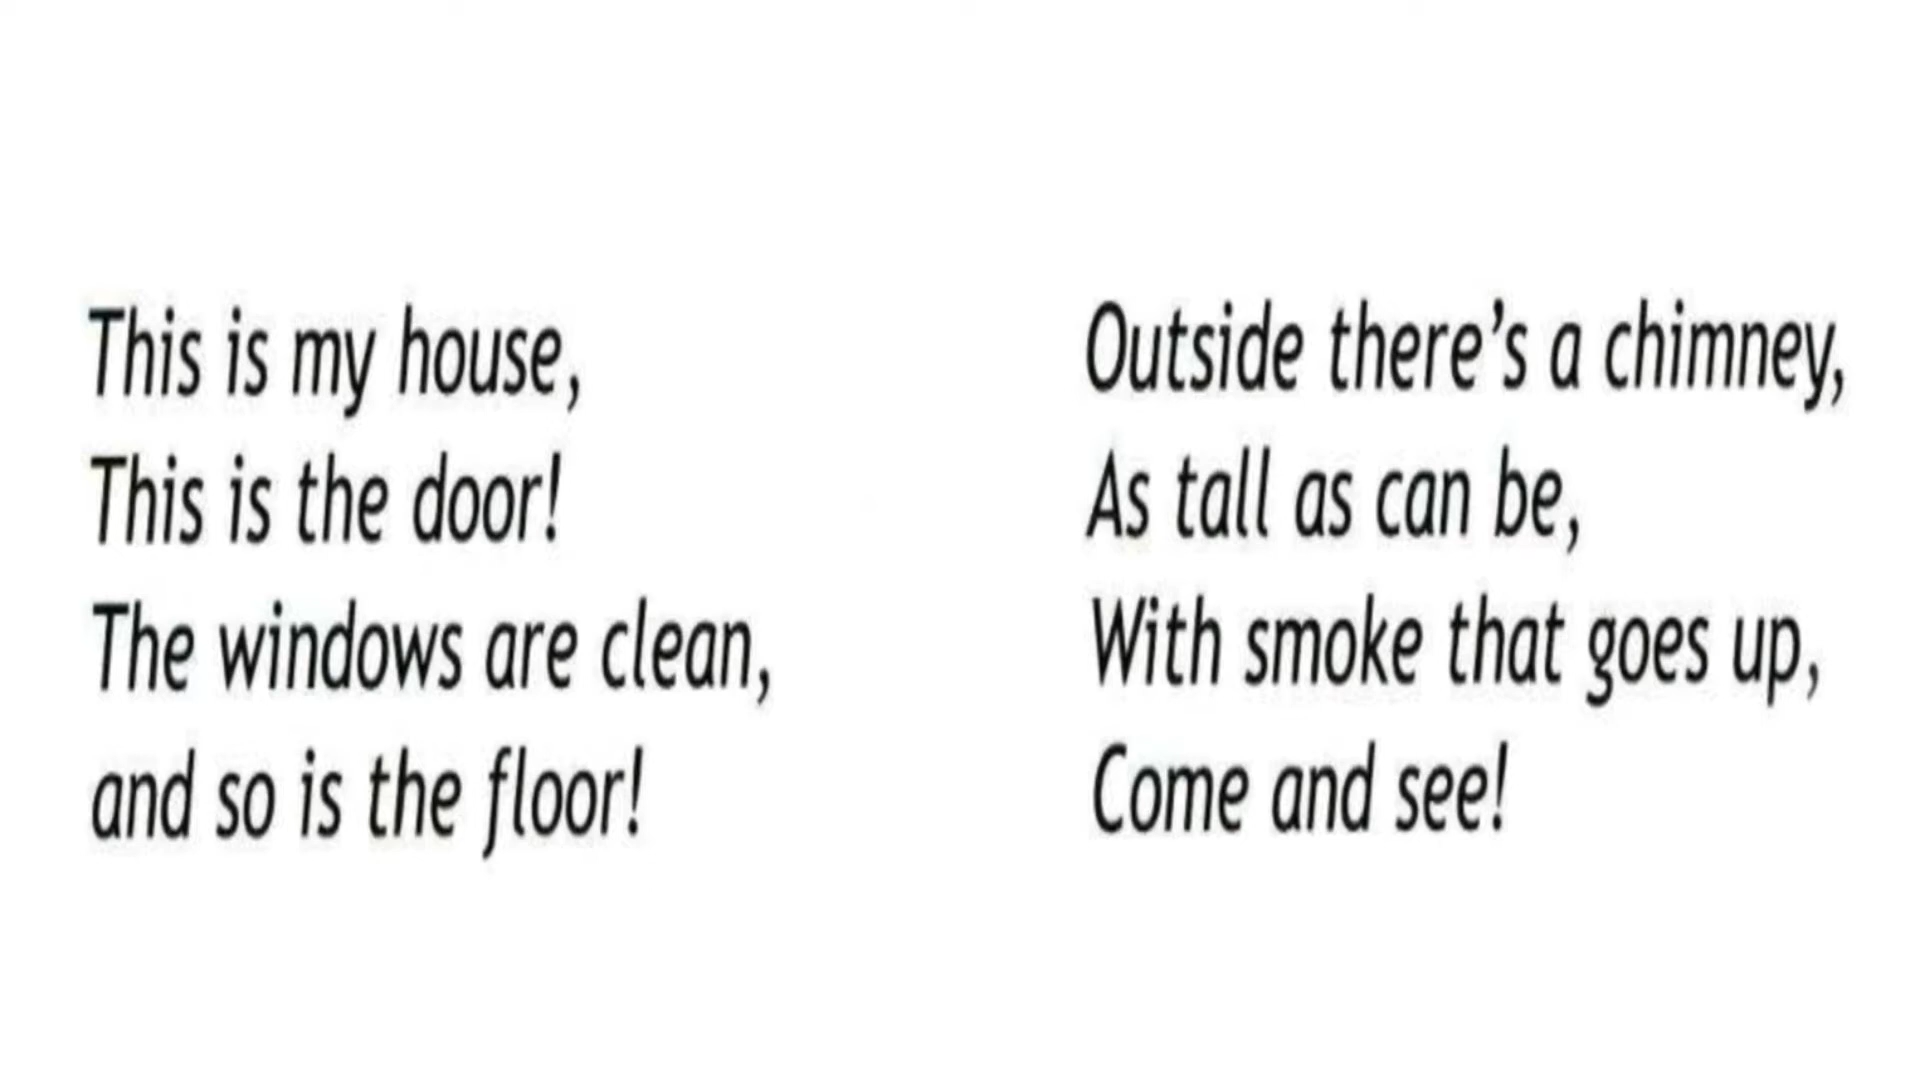 This is my house,
This is the door!
The windows are clean,
and so is the floor!
Outside there’s a chimney,
As tall as can be,
With smoke that goes up,
Come and see!